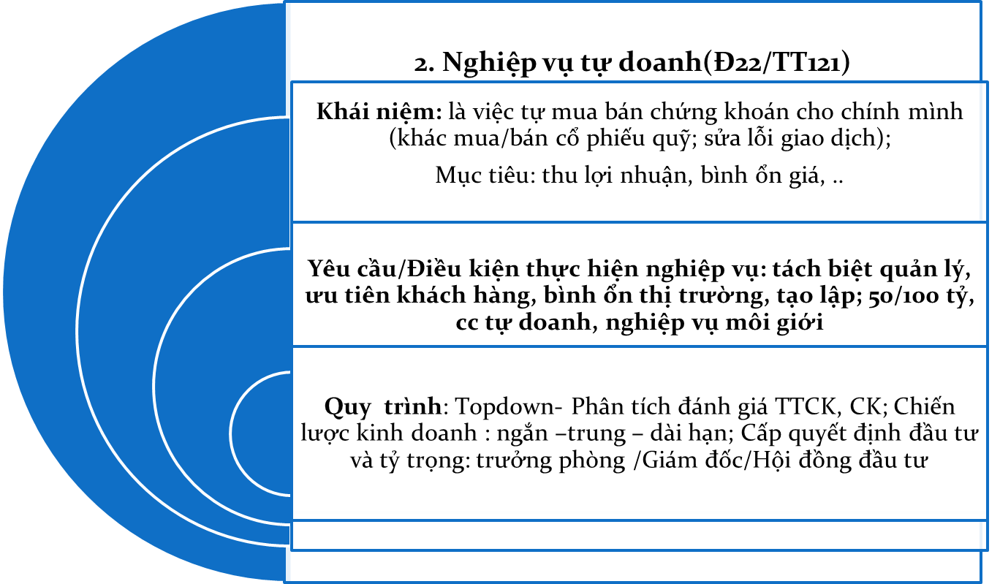 2. Nghiệp vụ tự doanh(Đ22/TT121)
Khái niệm: là việc tự mua bán chứng khoán cho chính mình
(khác mua/bán cổ phiếu quỹ; sửa lỗi giao dịch);
Mục tiêu: thu lợi nhuận, bình ổn giá, ..
Yêu cầu/Điều kiện thực hiện nghiệp vụ: tách biệt quản lý,
ưu tiên khách hàng, bình ổn thị trường, tạo lập; 50/100 tỷ,
cc tự doanh, nghiệp vụ môi giới
Quy trình: Topdown- Phân tích đánh giá TTCK, CK; Chiến
lược kinh doanh : ngắn –trung – dài hạn; Cấp quyết định đầu tư
và tỷ trọng: trưởng phòng /Giám đốc/Hội đồng đầu tư